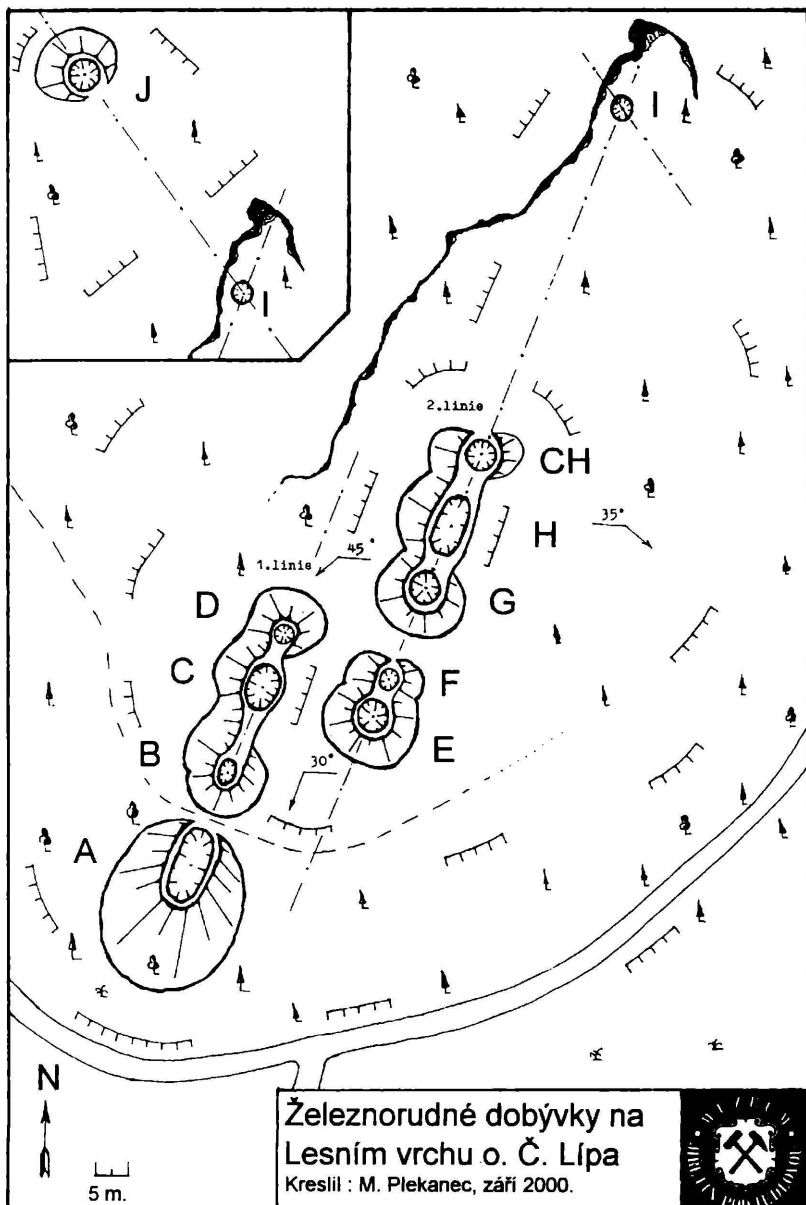 J
I
I
2.linie
CH
H
35°
45°
1.linie
G
D
C
F
E
B
30°
A
N
5 m.
Železnorudné dobývky na
Lesním vrchu o. Č. Lípa
Kreslil : M. Plekanec, září 2000.